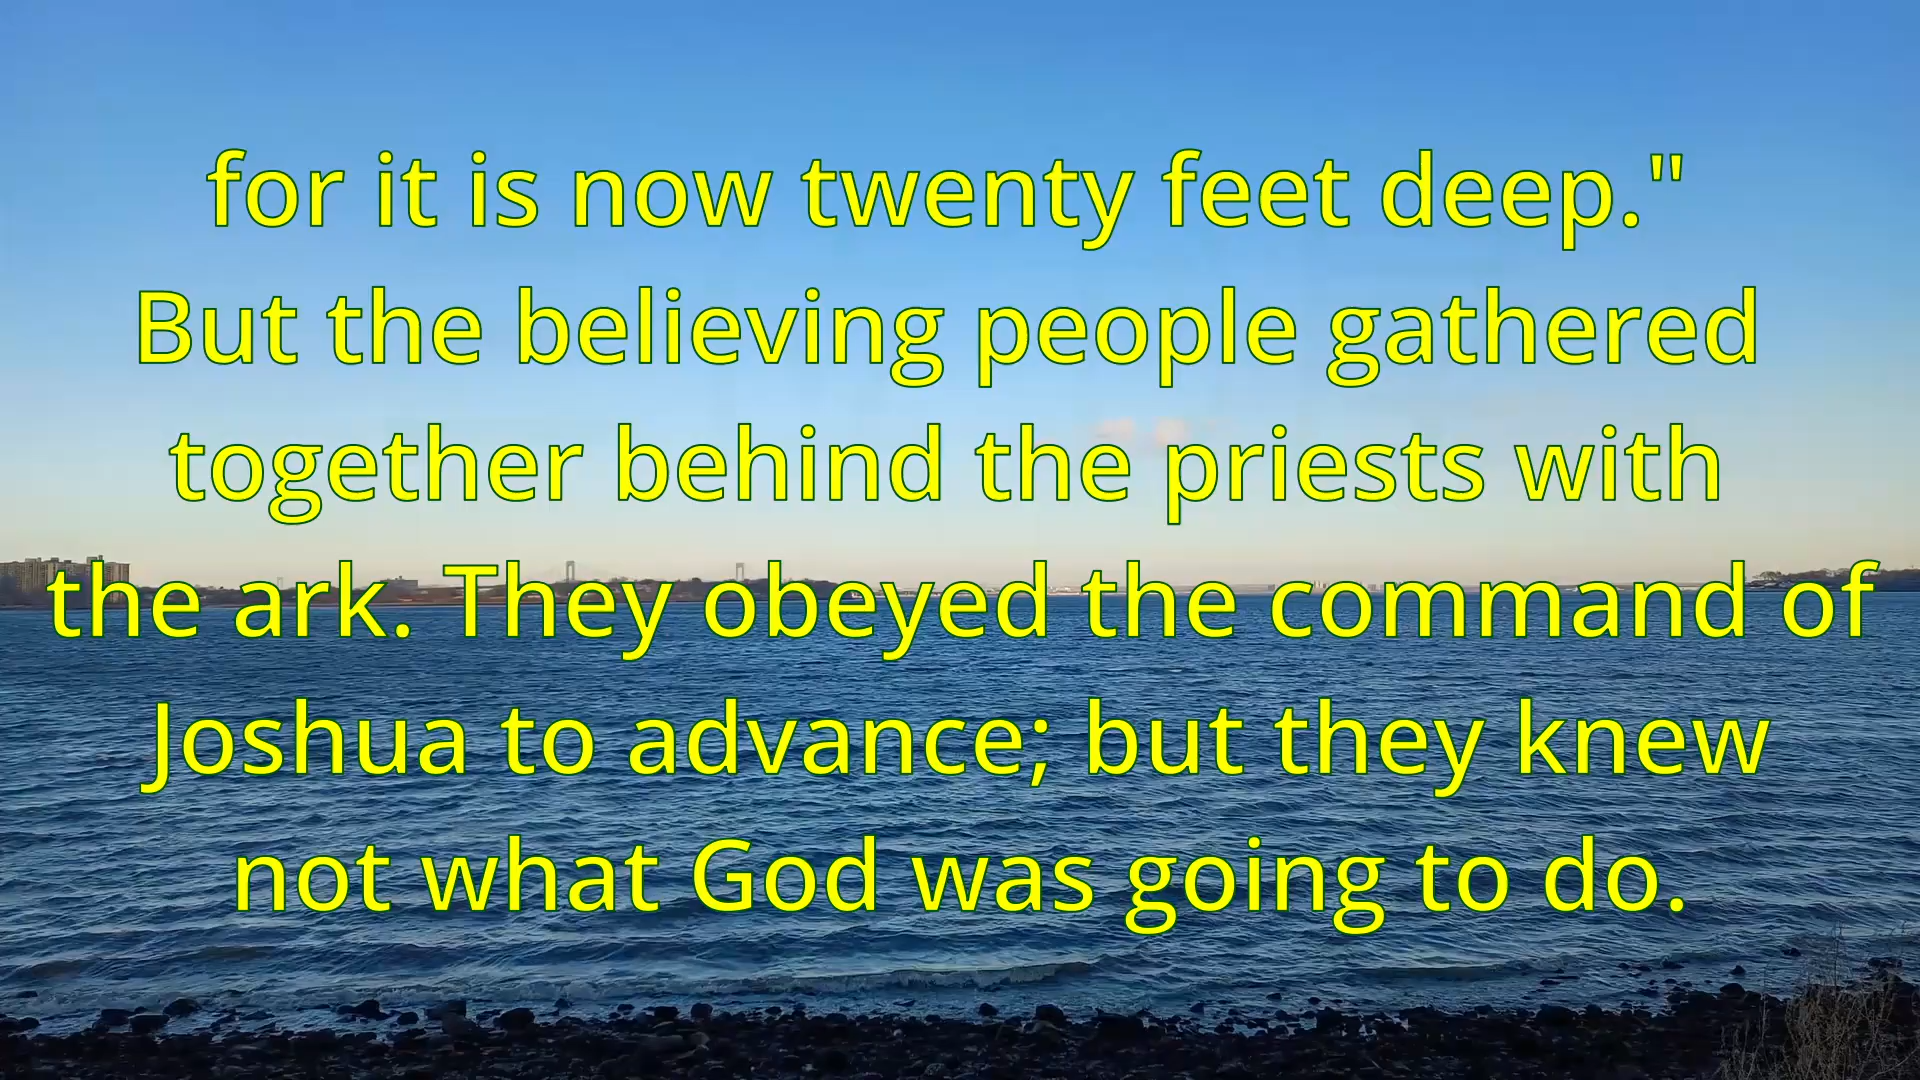 for it is now twenty feet deep."
But the believing people gathered
together behind the priests with
the ark. They obeyed the command of
Joshua to advance; but they knew
not what God was going to do.